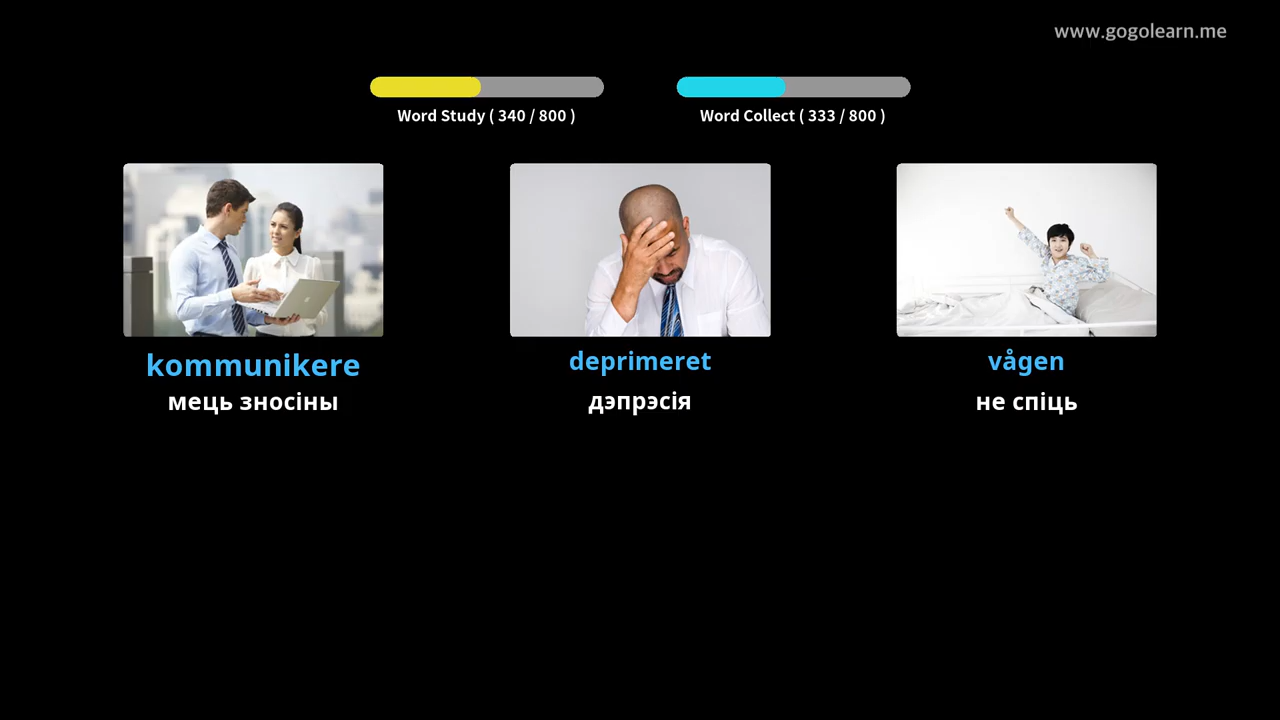 www.gogolearn.me
Word Study ( 340 / 800 )
Word Collect ( 333 / 800 )
kommunikere
мець зносіны
deprimeret
дэпрэсія
vågen
не спіць